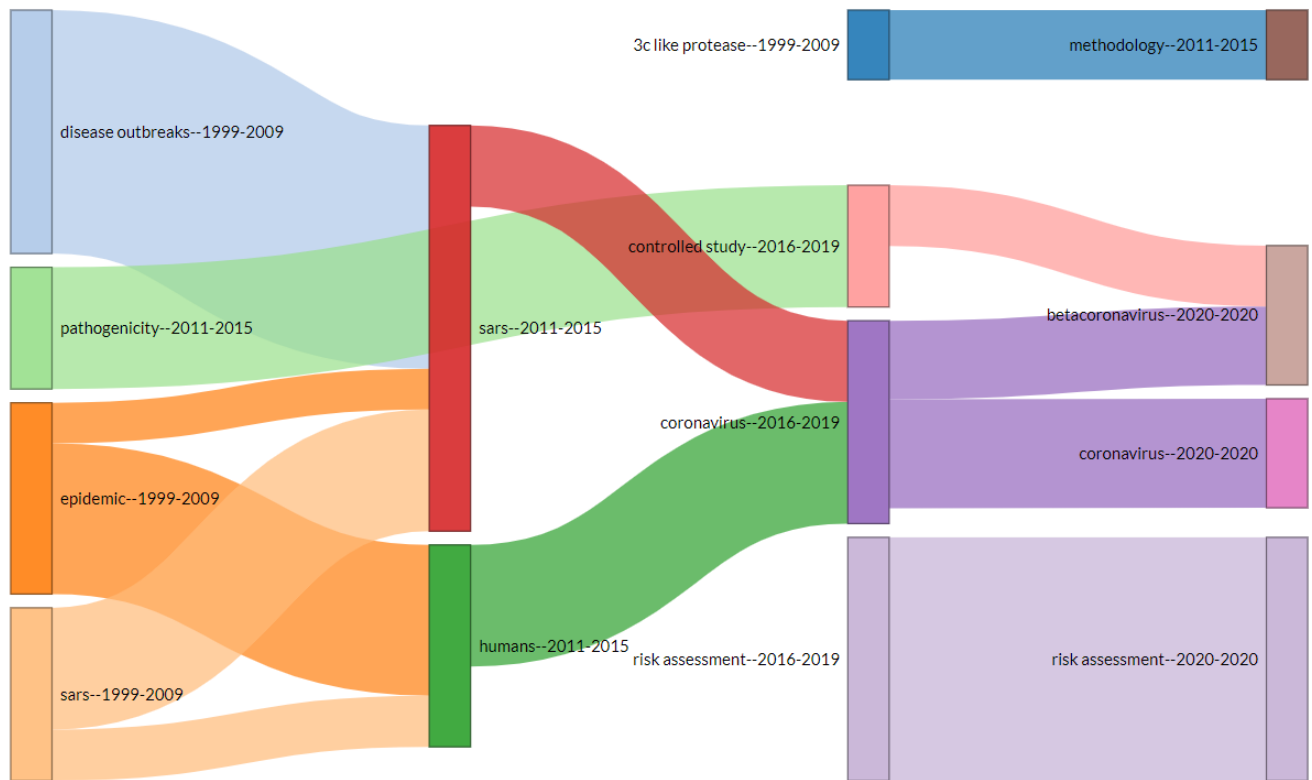 3c like protease--1999-2009
methodology--2011-2015
disease outbreaks--1999-2009
controlled study--2016-2019
pathogenicity--2011-2015
sars--2011-2015
betacoronavirus--2020-2020
coronavirus--2016-2019
coronavirus--2020-2020
epidemic--1999-2009
humans--2011-2015
risk assessment--2016-2019
risk assessment--2020-2020
sars--1999-2009